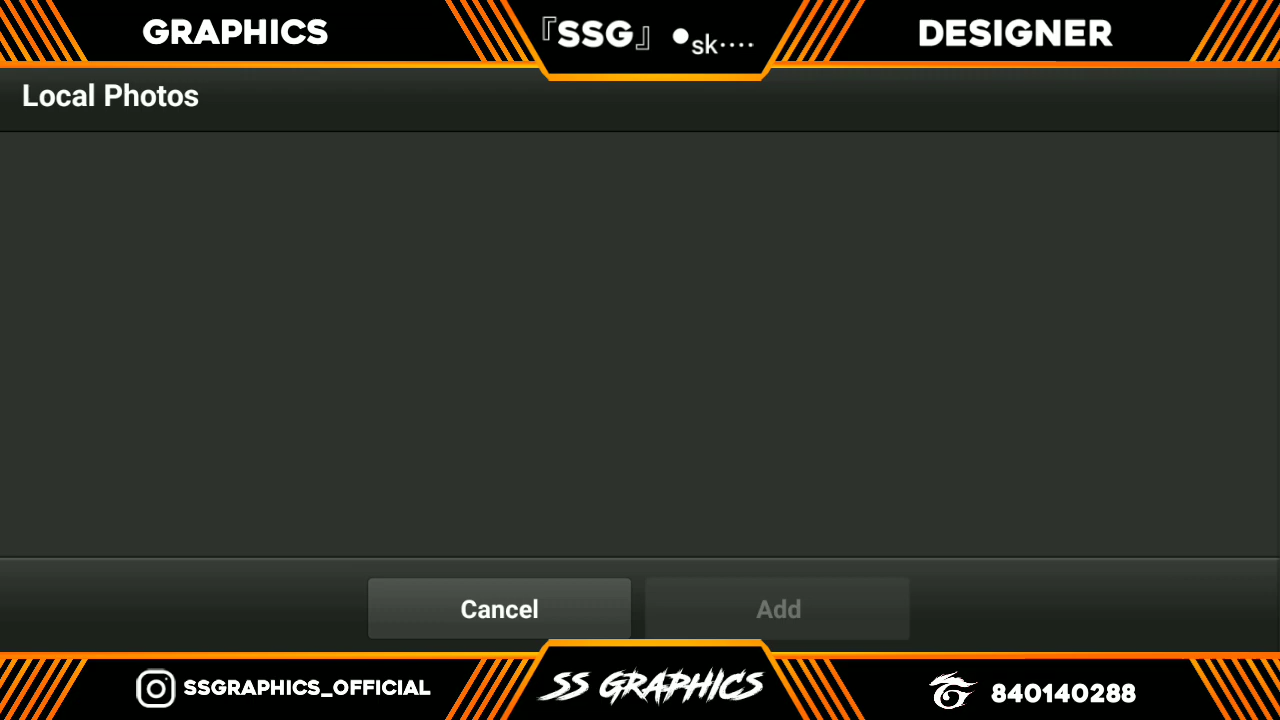 GRAPHICS
『SSG』 ●sk····
DESIGNER
Local Photos
Cancel
Add
SSGRAPHICS_OFFICIAL
SS GRAPHICS
840140288